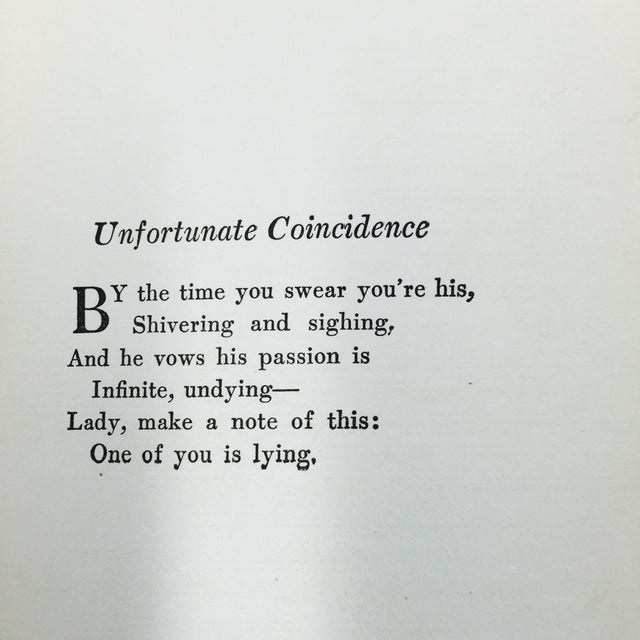 Unfortunate Coincidence
BY the time you swear you're his,
Shivering and sighing,
And he vows his passion is
Infinite, undying—
Lady, make a note of this:
One of you is lying.